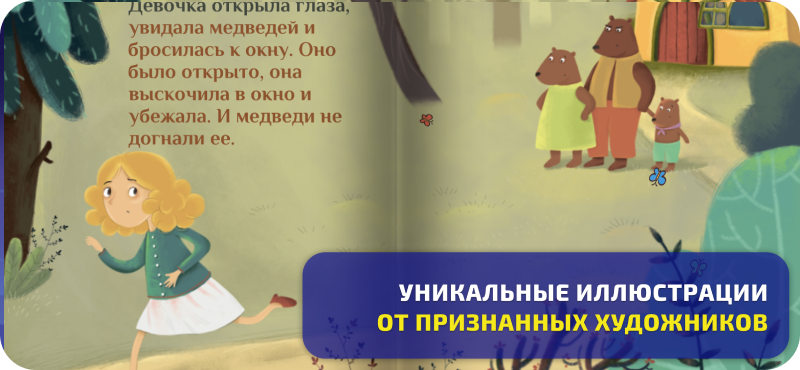 Девочка открыла глаза,
увидала медведей и
бросилась к окну. Оно
было открыто, она
выскочила в окно и
убежала. И медведи не
догнали ее.
УНИКАЛЬНЫЕ ИЛЛЮСТРАЦИИ
ОТ ПРИЗНАННЫХ ХУДОЖНИКОВ